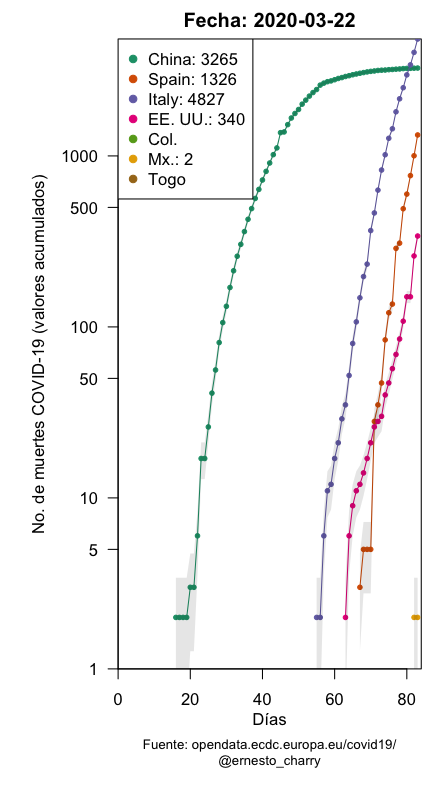 Fecha: 2020-03-22
China: 3265
Spain: 1326
Italy: 4827
EE. UU.: 340
Col.
Mx.: 2
Togo
No. de muertes COVID-19 (valores acumulados)
1000
500
100
50
10
5
1
0 20 40 60 80
Días
Fuente: opendata.ecdc.europa.eu/covid19/
@ernesto_charry